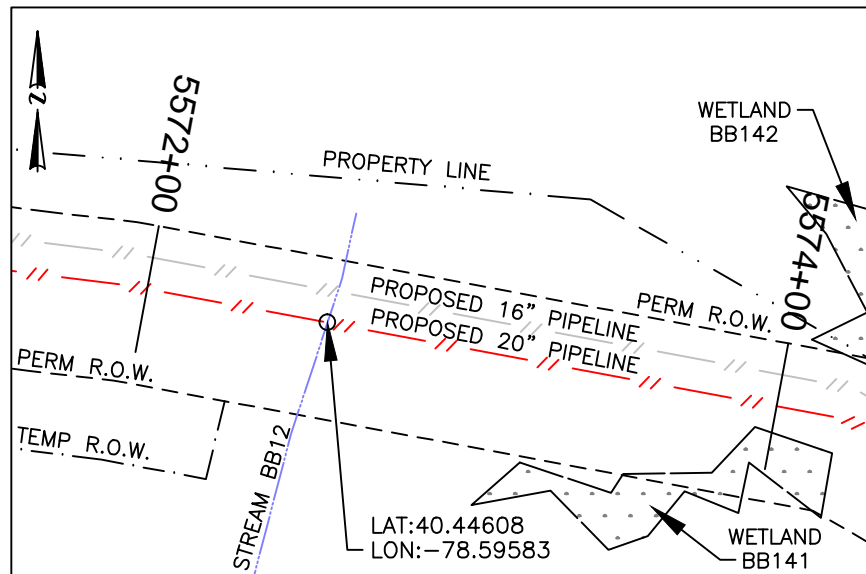 N
5572+00
PROPERTY LINE
WETLAND
BB142
5574+00
PROPOSED 16" PIPELINE
PROPOSED 20" PIPELINE
PERM R.O.W.
PERM R.O.W.
TEMP R.O.W.
STREAM BB12
LAT:40.44608
LON:-78.59583
WETLAND
BB141